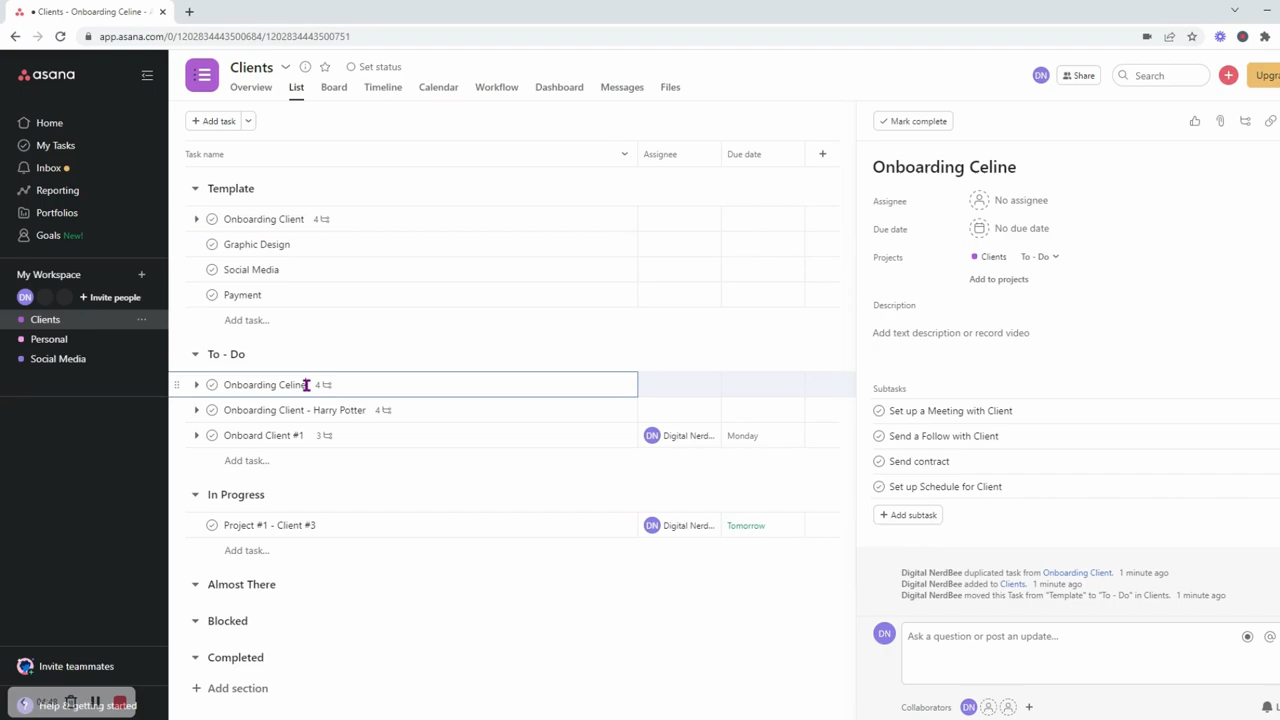 Clients - Onboarding Celine -
app.asana.com/0/1202834443500684/1202834443500751
asana
Home
My Tasks
Inbox
Reporting
Portfolios
Goals New!
My Workspace
DN Invite people
Clients
Personal
Social Media
Invite teammates
Help & getting started
Clients Set status
Overview List Board Timeline Calendar Workflow Dashboard Messages Files
DN Share Search Upgra
+ Add task
Task name Assignee Due date
Template
Onboarding Client 4
Graphic Design
Social Media
Payment
Add task...
To - Do
Onboarding Celine 4
Onboarding Client - Harry Potter 4
Onboard Client #1 3 DN Digital Nerd... Monday
Add task...
In Progress
Project #1 - Client #3 DN Digital Nerd... Tomorrow
Add task...
Almost There
Blocked
Completed
+ Add section
Mark complete
Onboarding Celine
Assignee No assignee
Due date No due date
Projects Clients To - Do
Add to projects
Description
Add text description or record video
Subtasks
Set up a Meeting with Client
Send a Follow with Client
Send contract
Set up Schedule for Client
+ Add subtask
Digital NerdBee duplicated task from Onboarding Client. 1 minute ago
Digital NerdBee added to Clients. 1 minute ago
Digital NerdBee moved this Task from "Template" to "To - Do" in Clients. 1 minute ago
DN Ask a question or post an update...
Collaborators DN